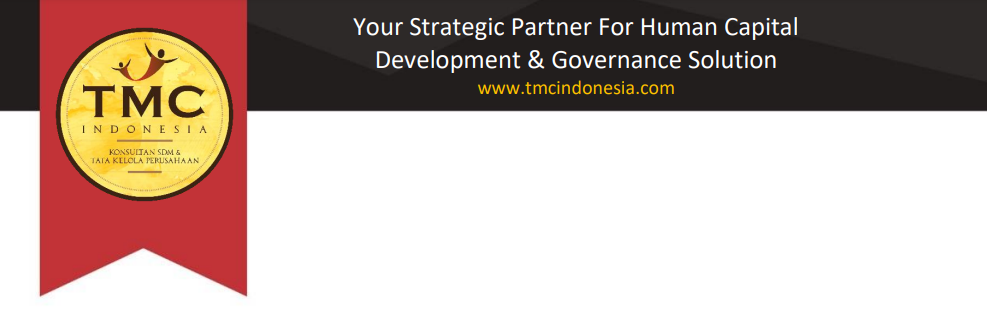 Your Strategic Partner For Human Capital
Development & Governance Solution
www.tmcindonesia.com
TMC
INDONESIA
KONSULTAN SDM &
TATA KELOLA PERUSAHAAN